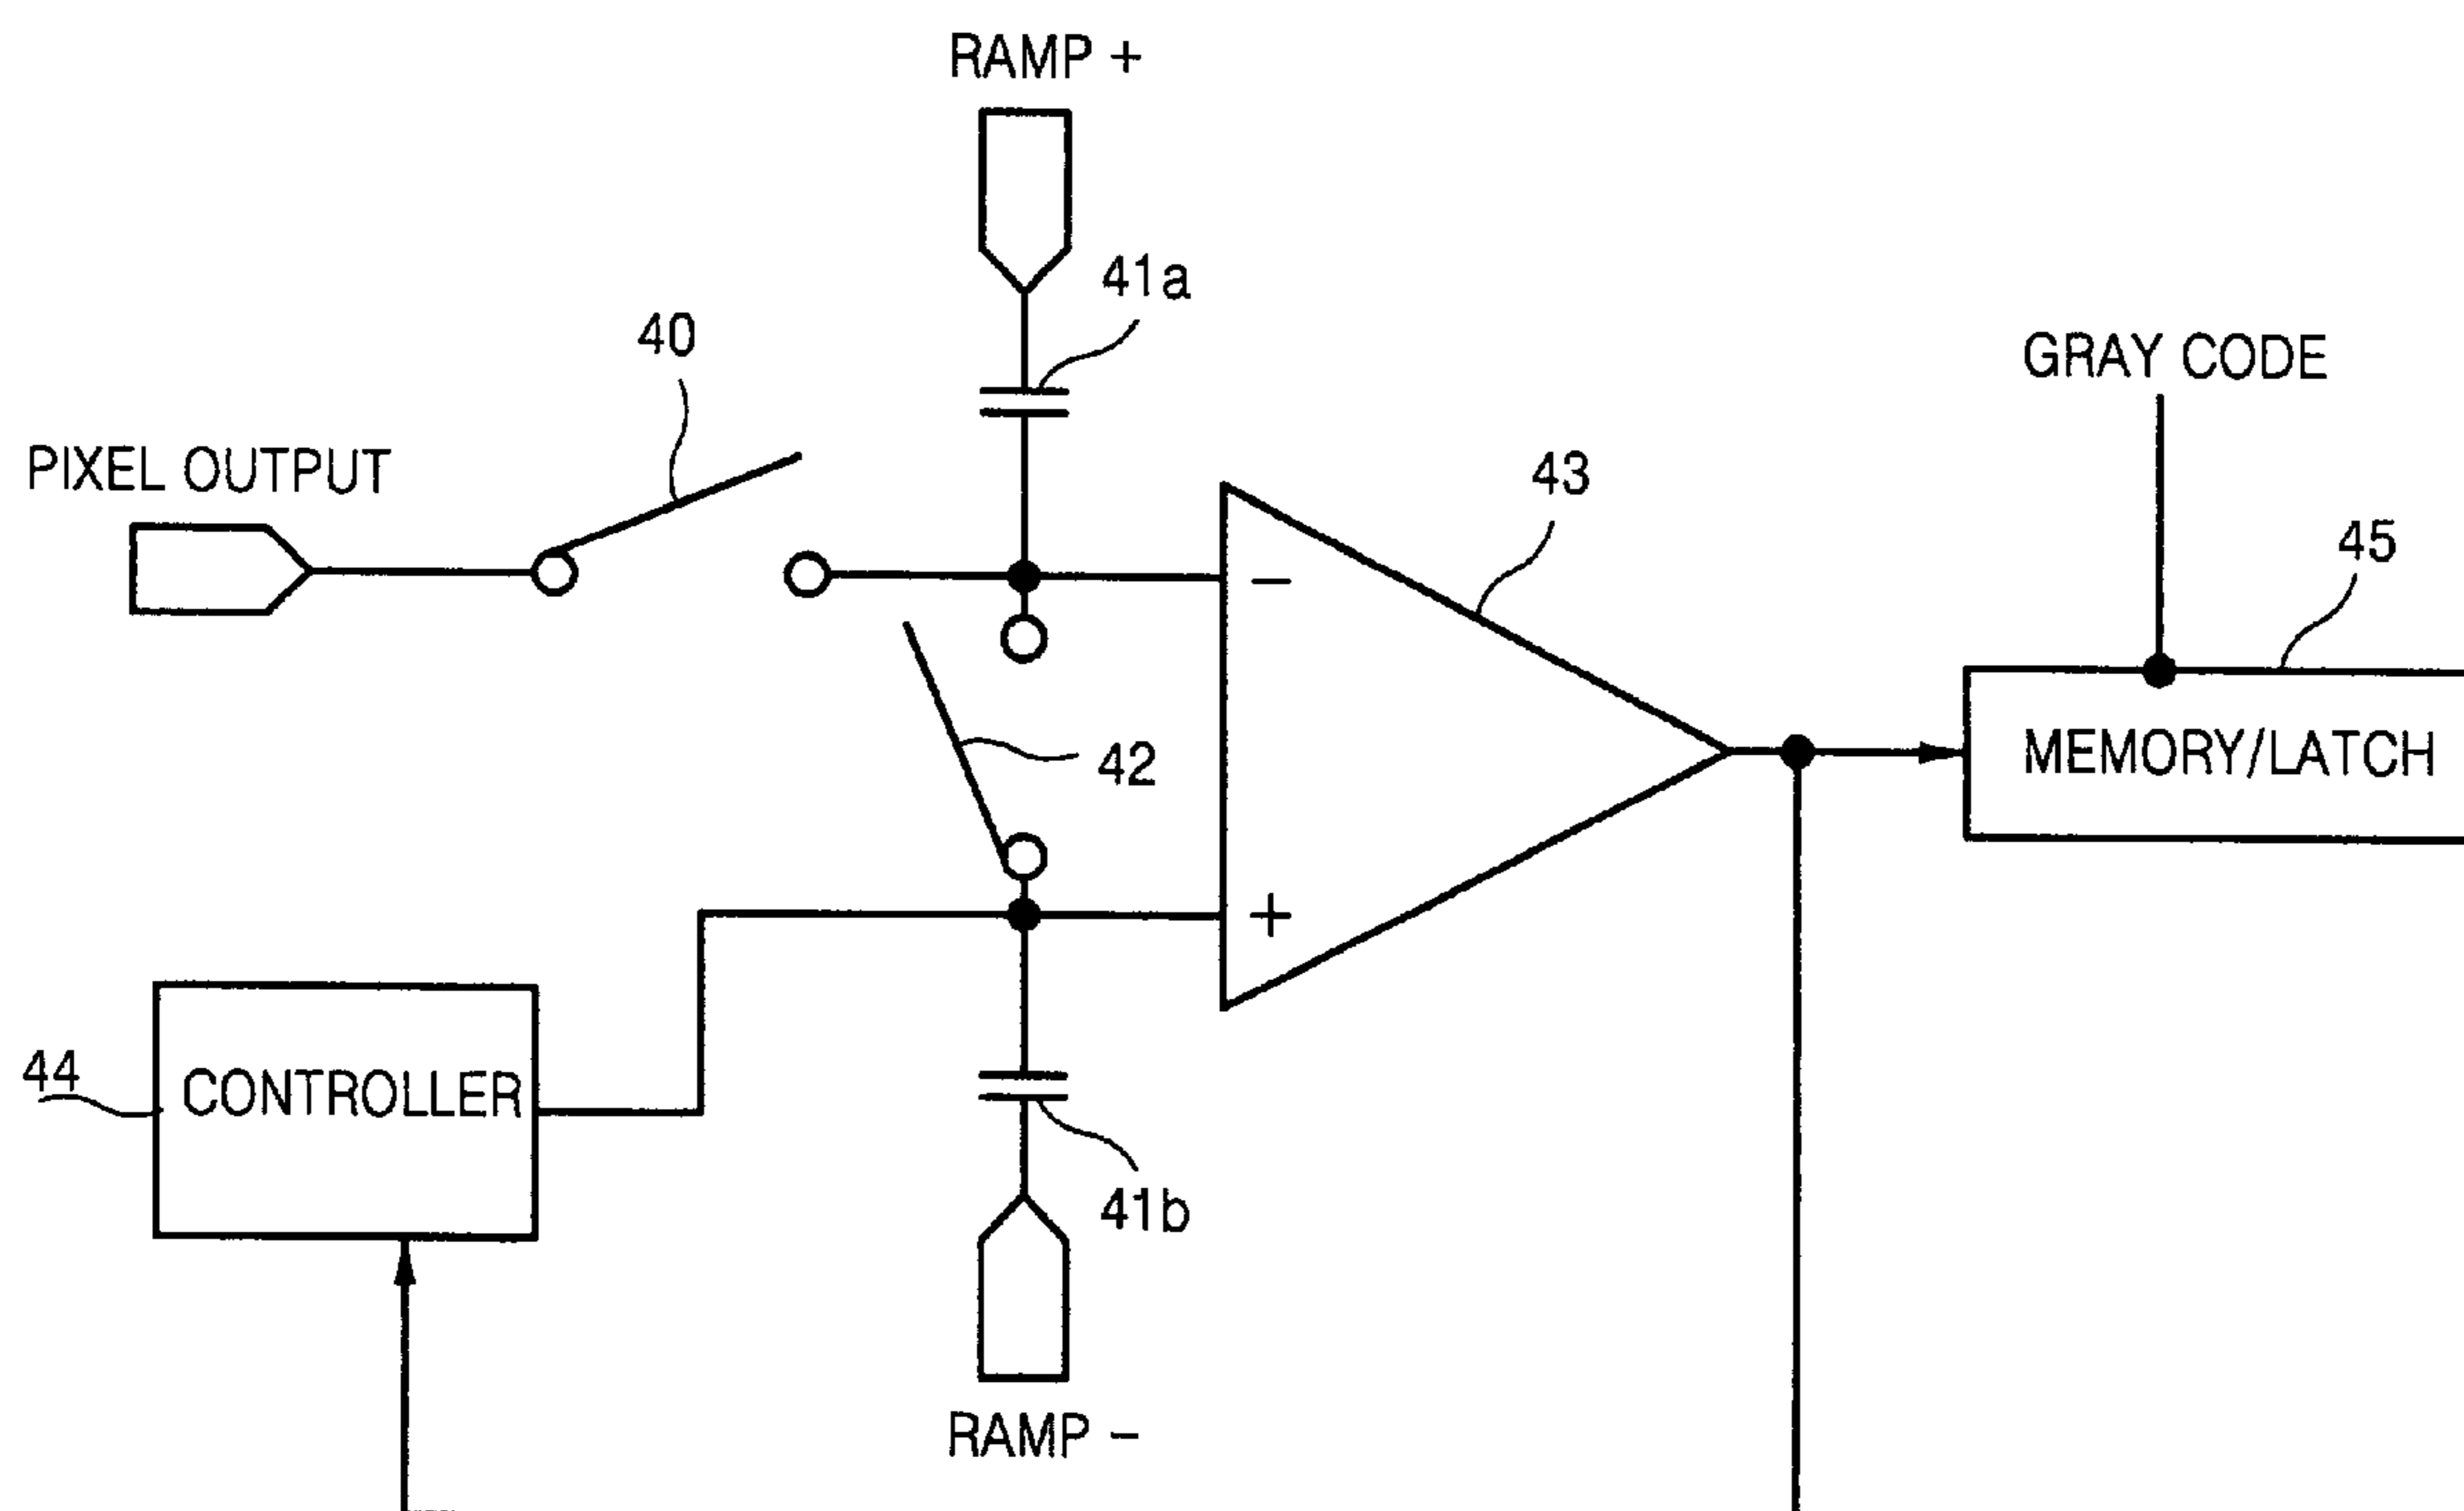 RAMP +
41a
40
GRAY CODE
PIXEL OUTPUT
43
45
−
MEMORY/LATCH
42
+
44
CONTROLLER
41b
RAMP −